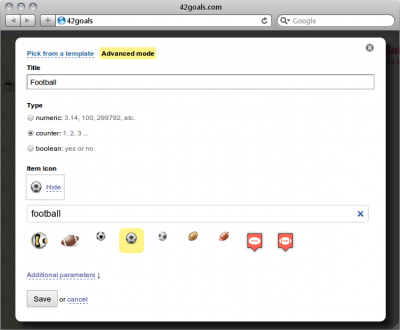 42goals.com
42goals
Google
Pick from a template Advanced mode
Title
Football
Type
numeric: 3.14, 100, 299792, etc.
counter: 1, 2, 3 ...
boolean: yes or no
Item icon
Hide
football
Additional parameters ↓
Save or cancel